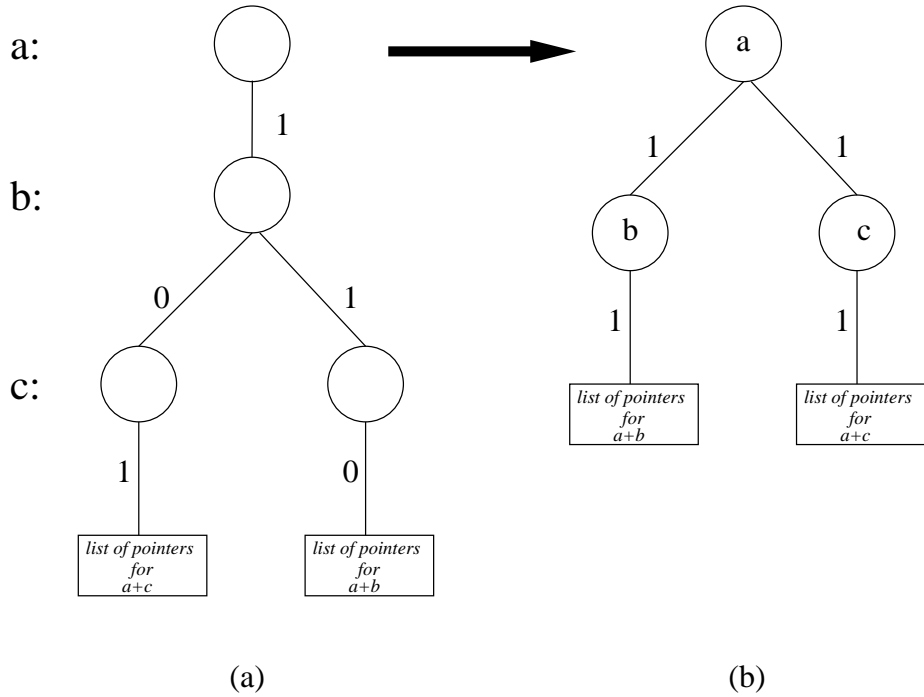 a:
1
b:
0
1
c:
1
0
list of pointers
for
a+c
list of pointers
for
a+b
(a)
a
1
1
b
c
1
1
list of pointers
for
a+b
list of pointers
for
a+c
(b)